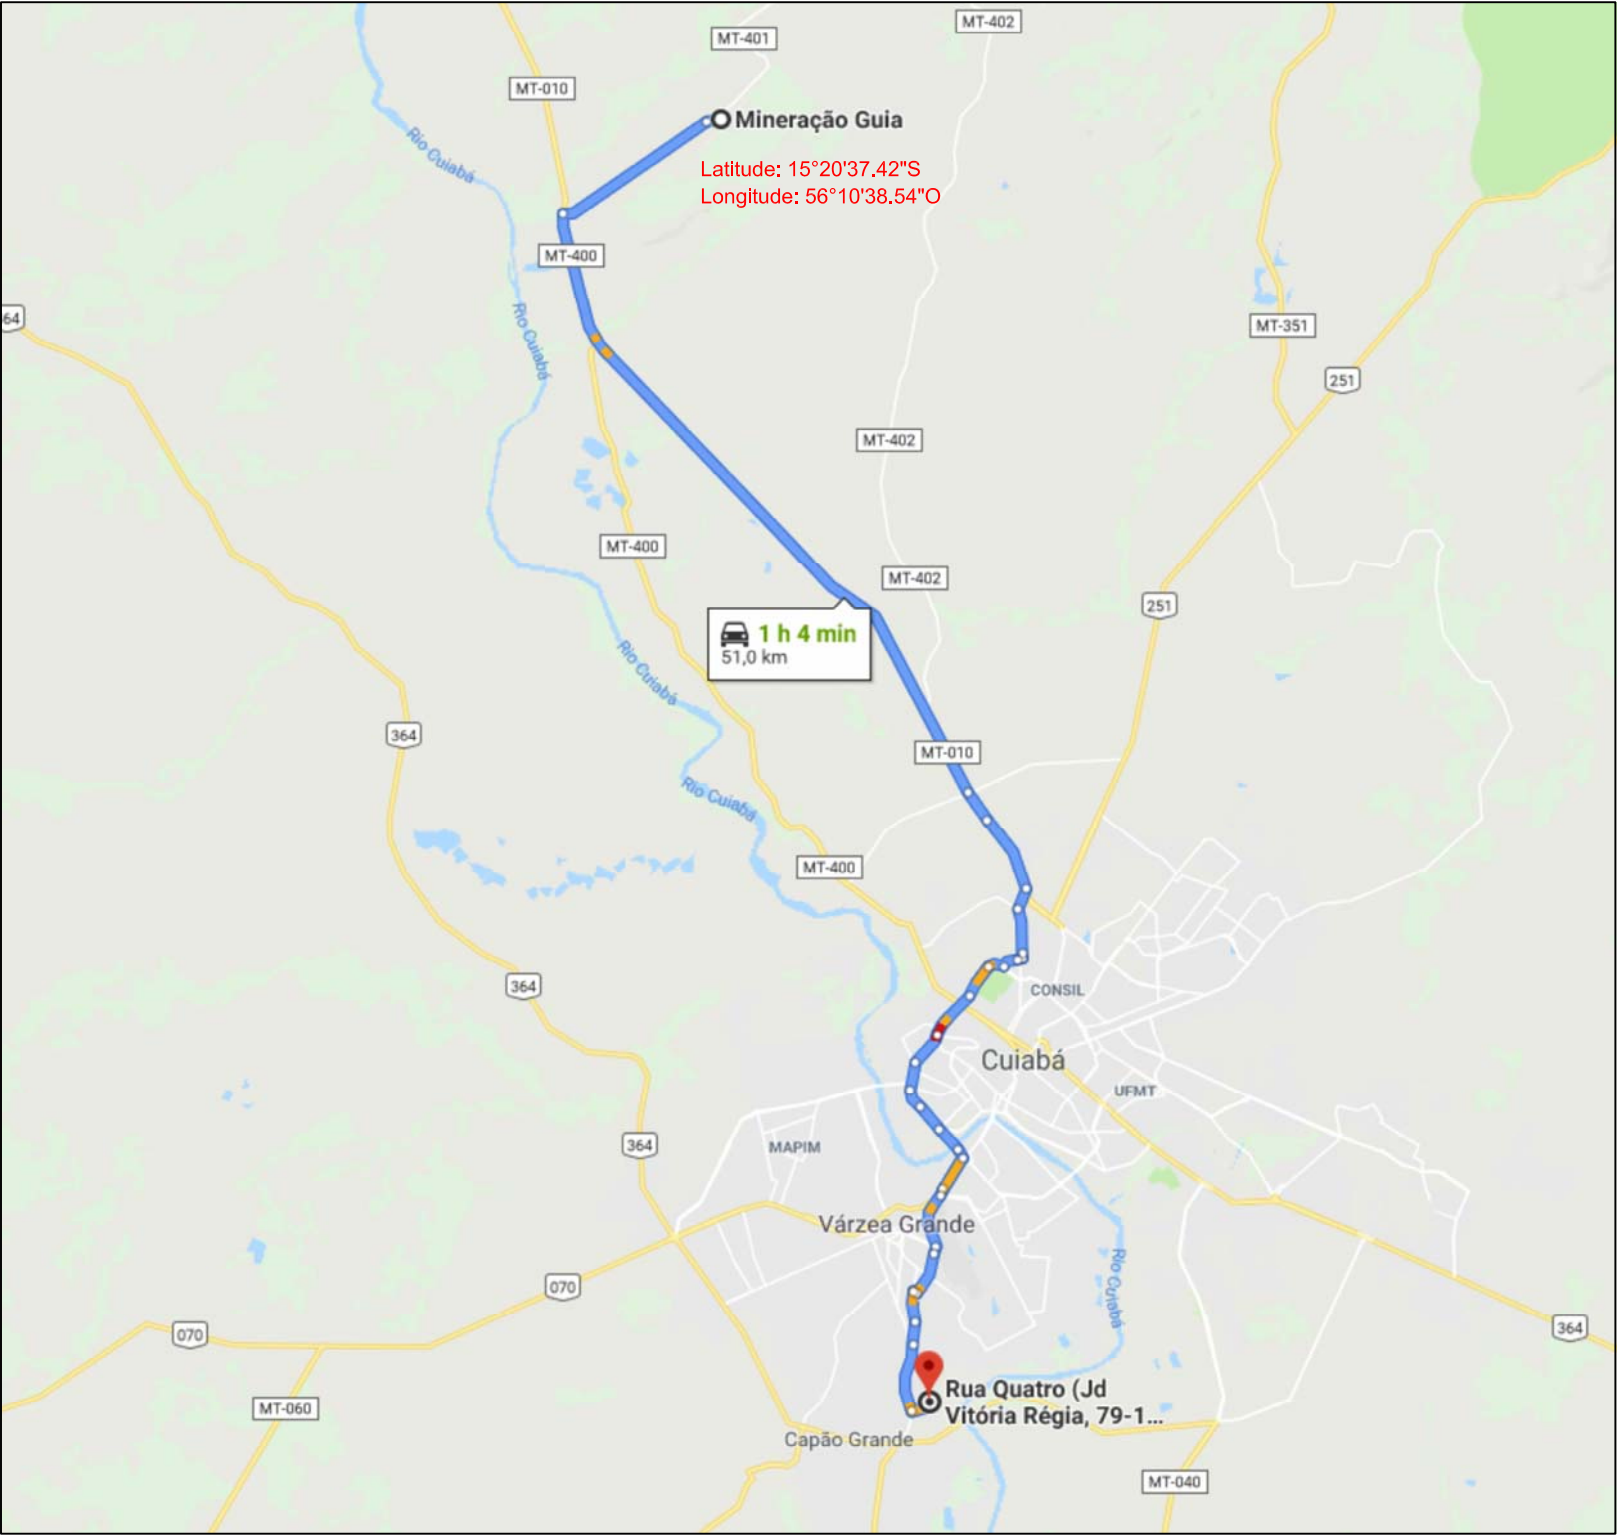 MT-402
MT-401
MT-010
Mineração Guia
Rio Cuiabá
Latitude: 15°20'37.42"S
Longitude: 56°10'38.54"O
MT-400
64
Rio Cuiabá
MT-351
251
MT-402
MT-400
MT-402
251
1 h 4 min
51,0 km
Rio Cuiabá
364
MT-010
Rio Cuiabá
MT-400
364
CONSIL
Cuiabá
UFMT
364
MAPIM
Várzea Grande
Rio Cuiabá
070
364
070
Rua Quatro (Jd
Vitória Régia, 79-1...
MT-060
Capão Grande
MT-040